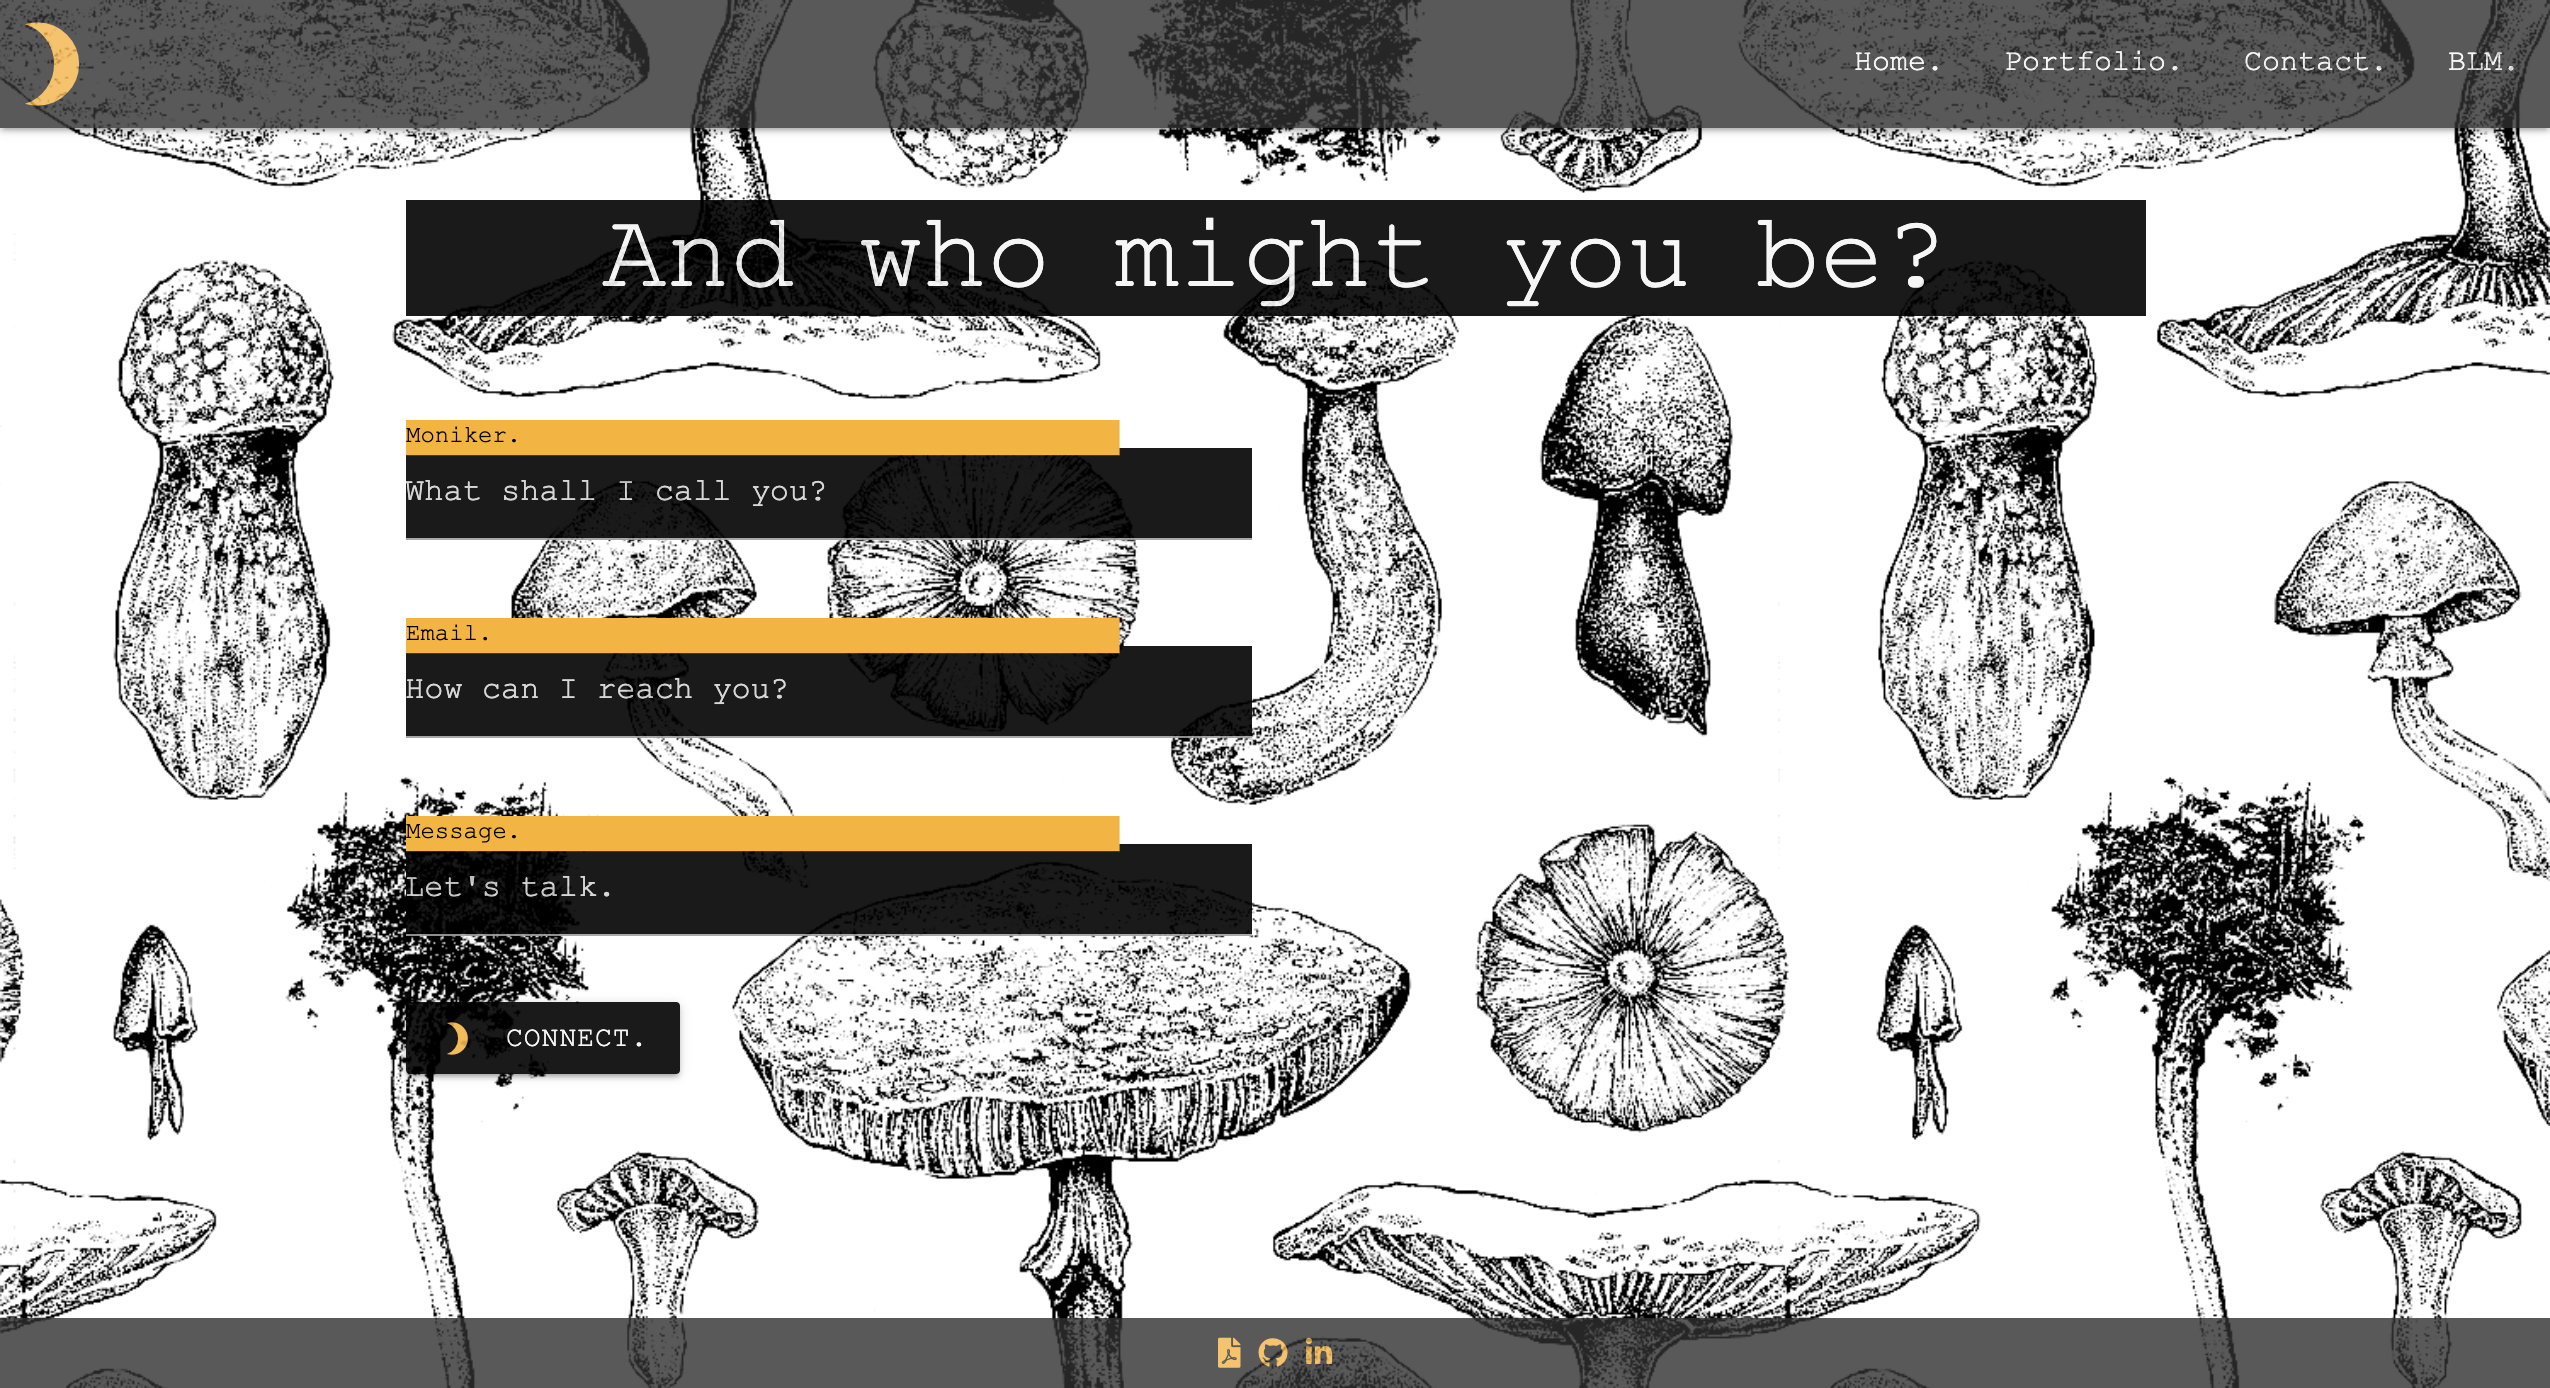 Home. Portfolio. Contact. BLM.
And who might you be?
Moniker.
What shall I call you?
Email.
How can I reach you?
Message.
Let's talk.
CONNECT.
in